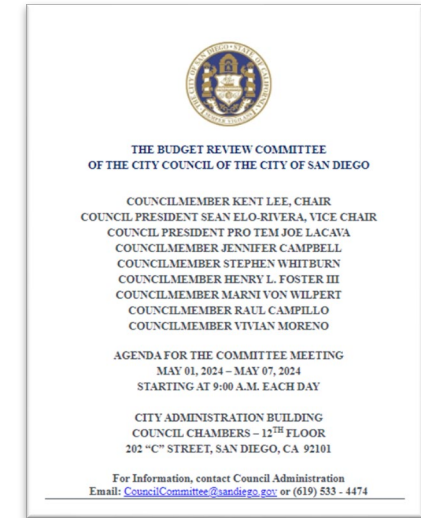 THE BUDGET REVIEW COMMITTEE
OF THE CITY COUNCIL OF THE CITY OF SAN DIEGO
COUNCILMEMBER KENT LEE, CHAIR
COUNCIL PRESIDENT SEAN ELO-RIVERA, VICE CHAIR
COUNCIL PRESIDENT PRO TEM JOE LACAVA
COUNCILMEMBER JENNIFER CAMPBELL
COUNCILMEMBER STEPHEN WHITBURN
COUNCILMEMBER HENRY L. FOSTER III
COUNCILMEMBER MARNI VON WILPERT
COUNCILMEMBER RAUL CAMPILLO
COUNCILMEMBER VIVIAN MORENO
AGENDA FOR THE COMMITTEE MEETING
MAY 01, 2024 – MAY 07, 2024
STARTING AT 9:00 A.M. EACH DAY
CITY ADMINISTRATION BUILDING
COUNCIL CHAMBERS – 12TH FLOOR
202 “C” STREET, SAN DIEGO, CA 92101
For Information, contact Council Administration
Email: CouncilCommittee@sandiego.gov or (619) 533 - 4474